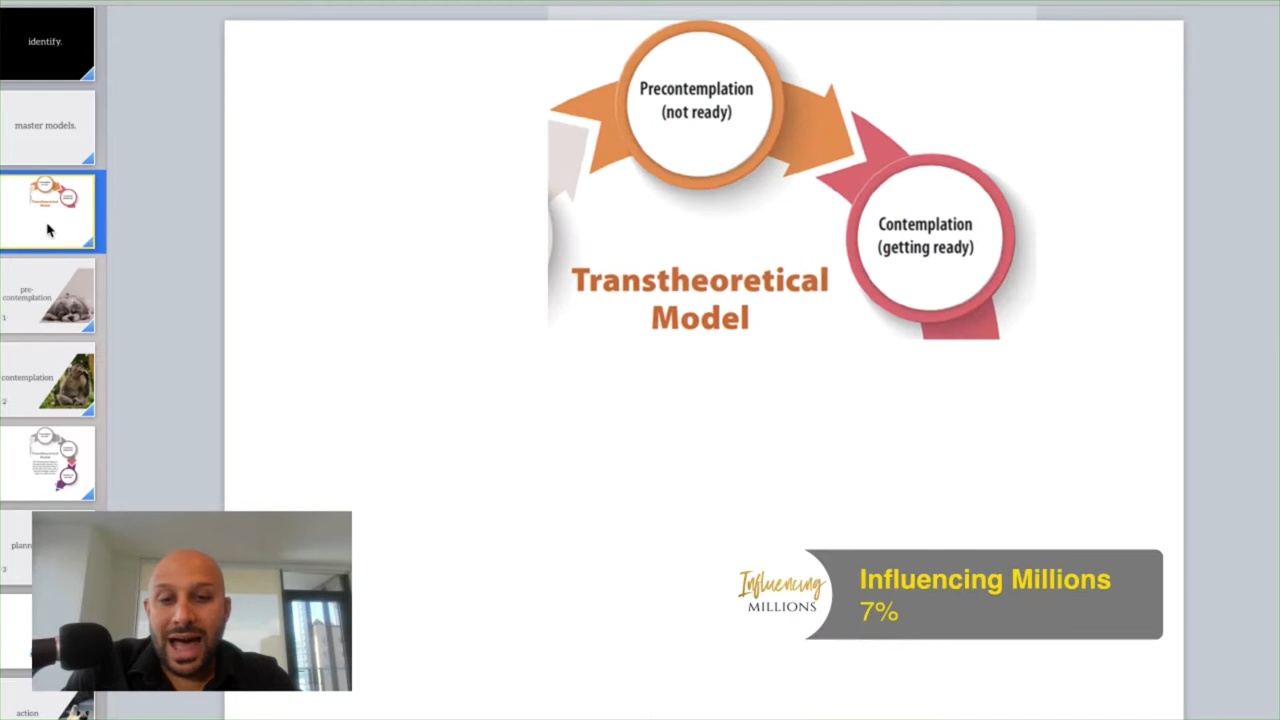 identify.
master models.
pre-
contemplation
1
contemplation
2
3
action
Precontemplation
(not ready)
Contemplation
(getting ready)
Transtheoretical
Model
Influencing
MILLIONS
Influencing Millions
7%